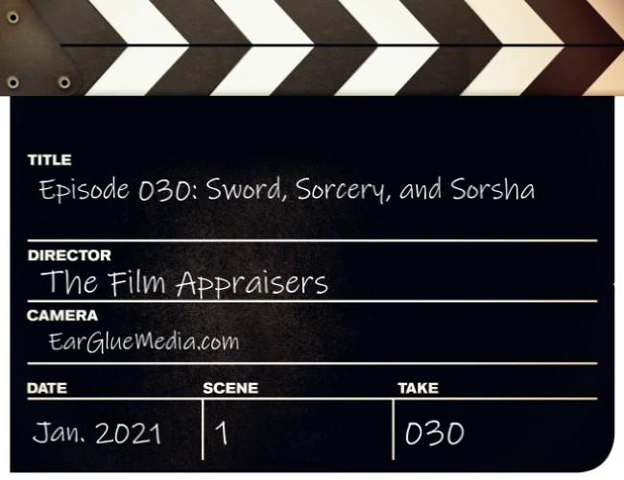 TITLE
Episode 030: Sword, Sorcery, and Sorsha
DIRECTOR
The Film Appraisers
CAMERA
EarGlueMedia.com
DATE SCENE TAKE
Jan. 2021 1 030